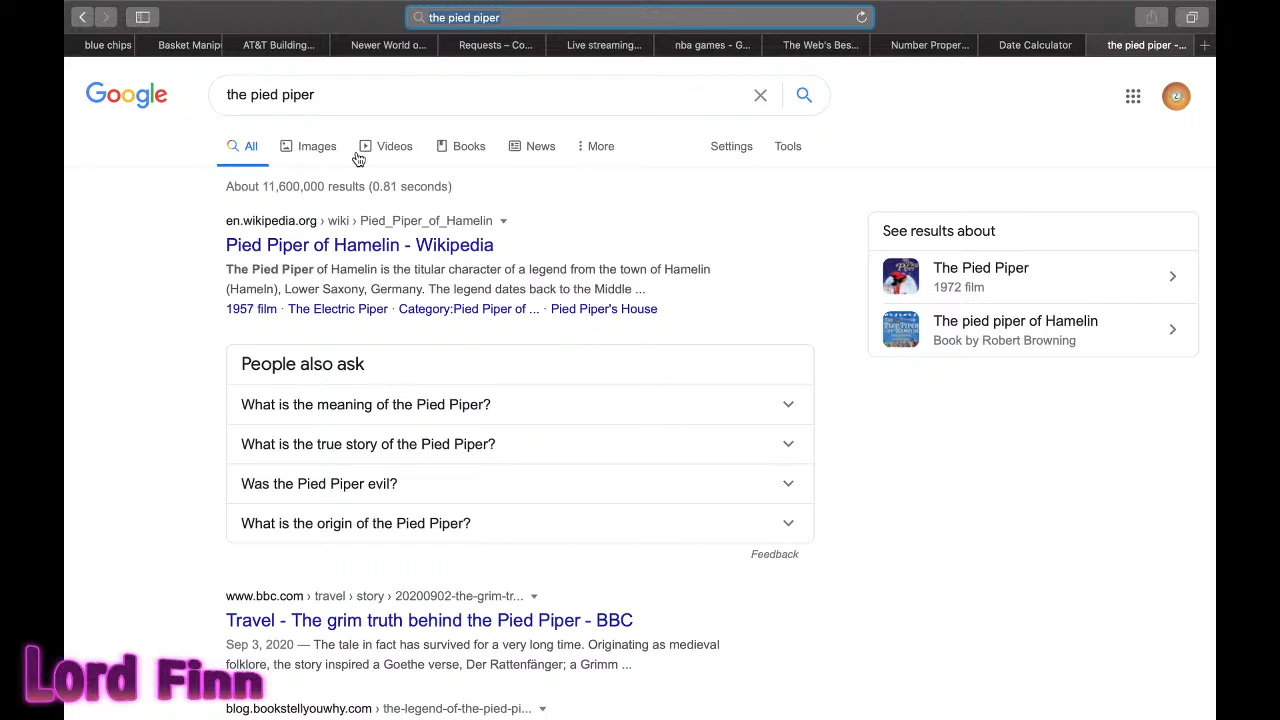 the pied piper
blue chips
Basket Mani
AT&T Building...
Newer World o...
Requests – Co...
Live streaming...
nba games - G...
The Web's Bes...
Number Proper...
Date Calculator
the pied piper -...
Google
the pied piper
All
Images
Videos
Books
News
More
Settings
Tools
About 11,600,000 results (0.81 seconds)
en.wikipedia.org › wiki › Pied_Piper_of_Hamelin
Pied Piper of Hamelin - Wikipedia
The Pied Piper of Hamelin is the titular character of a legend from the town of Hamelin
(Hameln), Lower Saxony, Germany. The legend dates back to the Middle ...
1957 film · The Electric Piper · Category:Pied Piper of ... · Pied Piper's House
People also ask
What is the meaning of the Pied Piper?
What is the true story of the Pied Piper?
Was the Pied Piper evil?
What is the origin of the Pied Piper?
Feedback
www.bbc.com › travel › story › 20200902-the-grim-tr...
Travel - The grim truth behind the Pied Piper - BBC
Sep 3, 2020 — The tale in fact has survived for a very long time. Originating as medieval
folklore, the story inspired a Goethe verse, Der Rattenfänger; a Grimm ...
blog.bookstellyouwhy.com › the-legend-of-the-pied-pi...
See results about
The Pied Piper
1972 film
The pied piper of Hamelin
Book by Robert Browning
Lord Finn